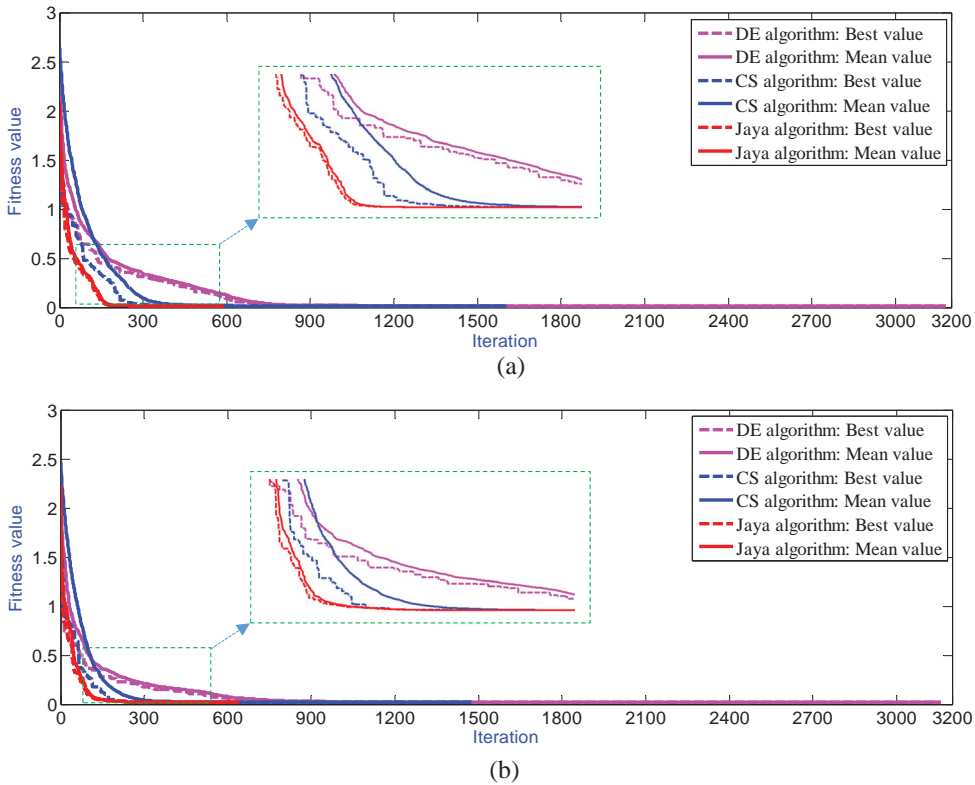 3
2.5
2
1.5
1
0.5
0
Fitness value
DE algorithm: Best value
DE algorithm: Mean value
CS algorithm: Best value
CS algorithm: Mean value
Jaya algorithm: Best value
Jaya algorithm: Mean value
0 300 600 900 1200 1500 1800 2100 2400 2700 3000 3200
Iteration
(a)
3
2.5
2
1.5
1
0.5
0
Fitness value
DE algorithm: Best value
DE algorithm: Mean value
CS algorithm: Best value
CS algorithm: Mean value
Jaya algorithm: Best value
Jaya algorithm: Mean value
0 300 600 900 1200 1500 1800 2100 2400 2700 3000 3200
Iteration
(b)